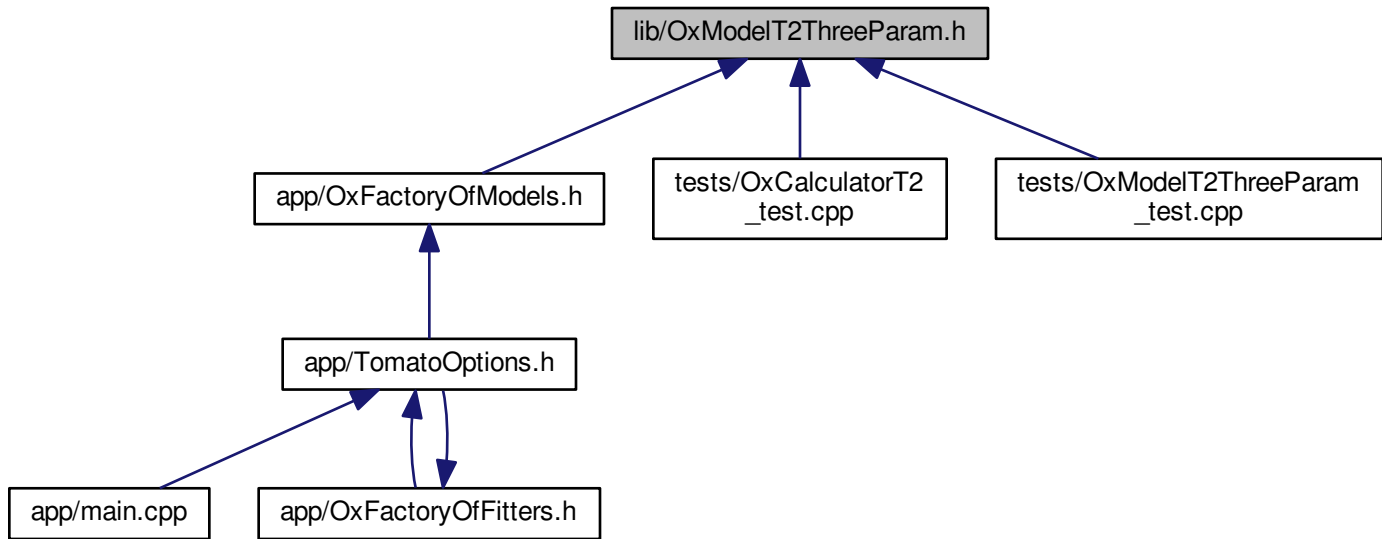 lib/OxModelT2ThreeParam.h
app/OxFactoryOfModels.h
tests/OxCalculatorT2
_test.cpp
tests/OxModelT2ThreeParam
_test.cpp
app/TomatoOptions.h
app/main.cpp
app/OxFactoryOfFitters.h